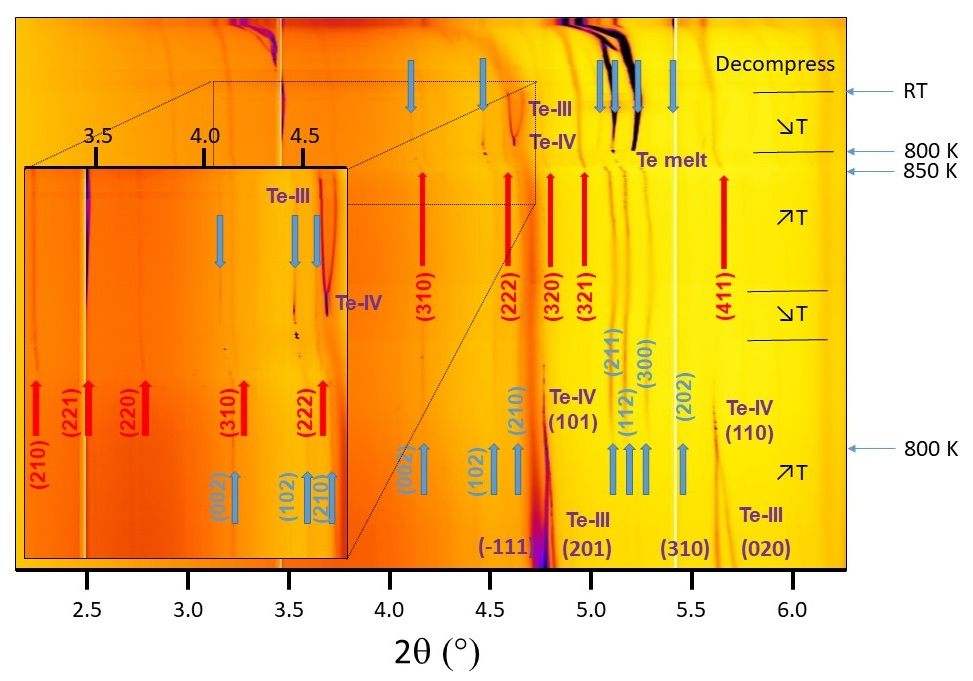 Decompress
RT
↘T
800 K
850 K
↗T
↘T
800 K
↗T
Te-III
Te-IV
Te melt
3.5 4.0 4.5
Te-III
Te-IV
(310)
(222)
(320)
(321)
(411)
(210)
(221)
(220)
(310)
(222)
(002)
(102)
(210)
(002)
(102)
(210)
(211)
(112)
(300)
(202)
Te-IV
(101)
Te-IV
(110)
(-111)
Te-III
(201)
(310)
Te-III
(020)
2.5 3.0 3.5 4.0 4.5 5.0 5.5 6.0
2θ (°)